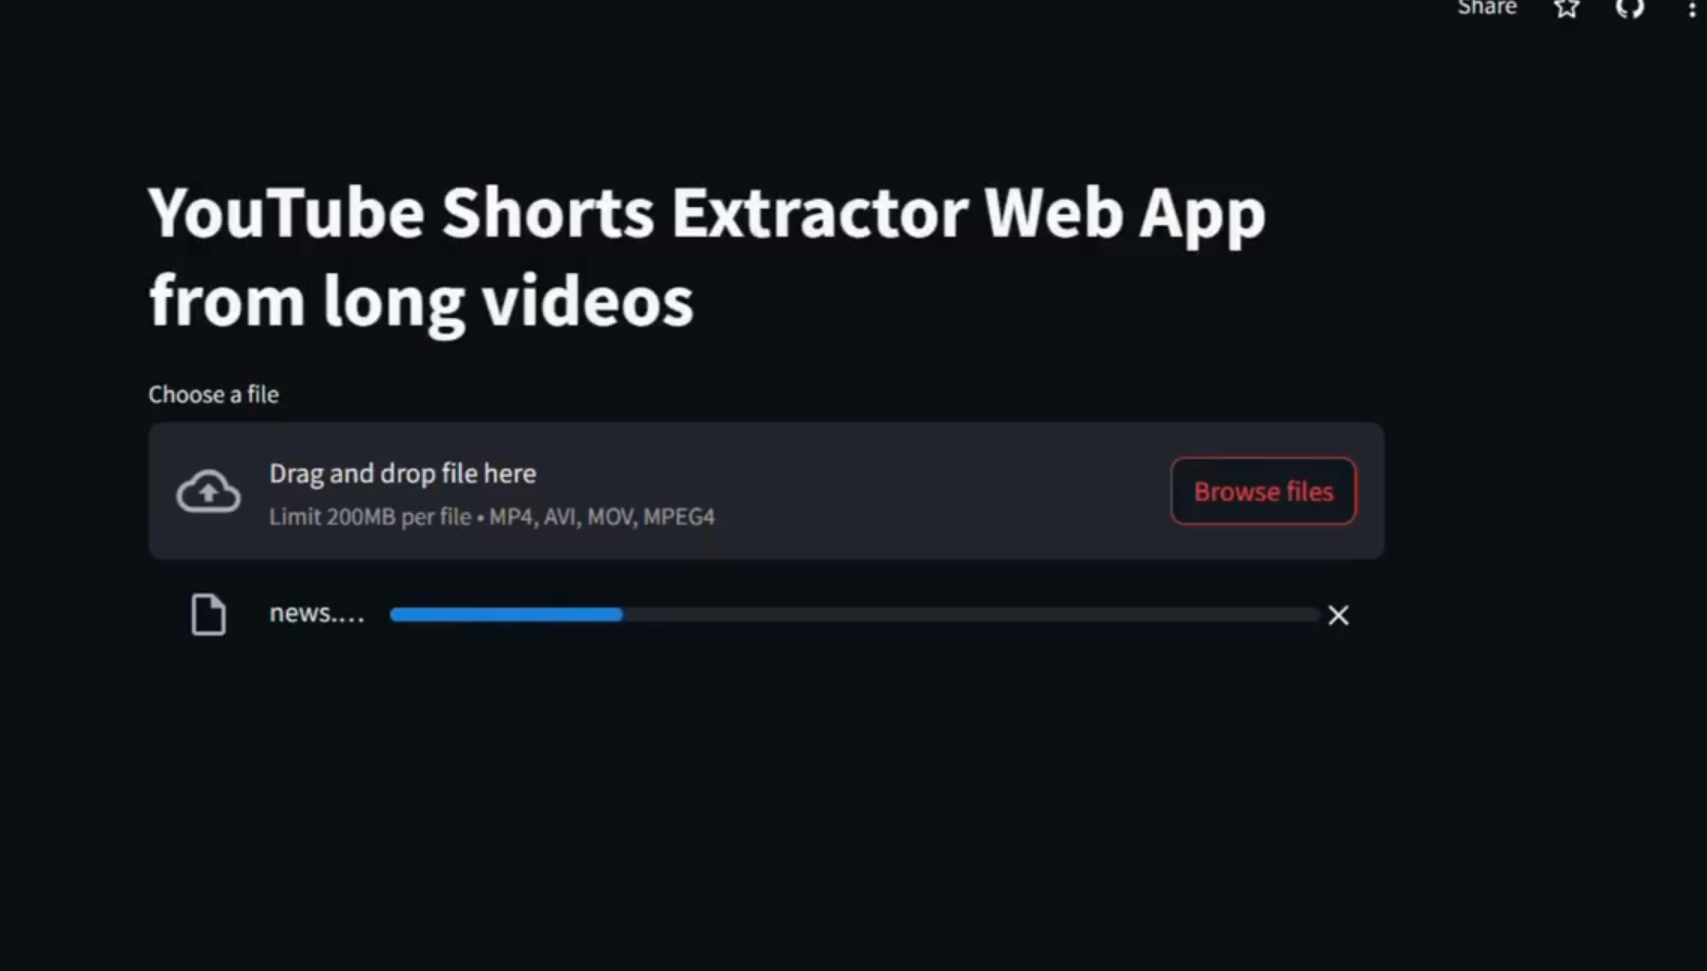 Share
YouTube Shorts Extractor Web App
from long videos
Choose a file
Drag and drop file here
Limit 200MB per file • MP4, AVI, MOV, MPEG4
Browse files
news....